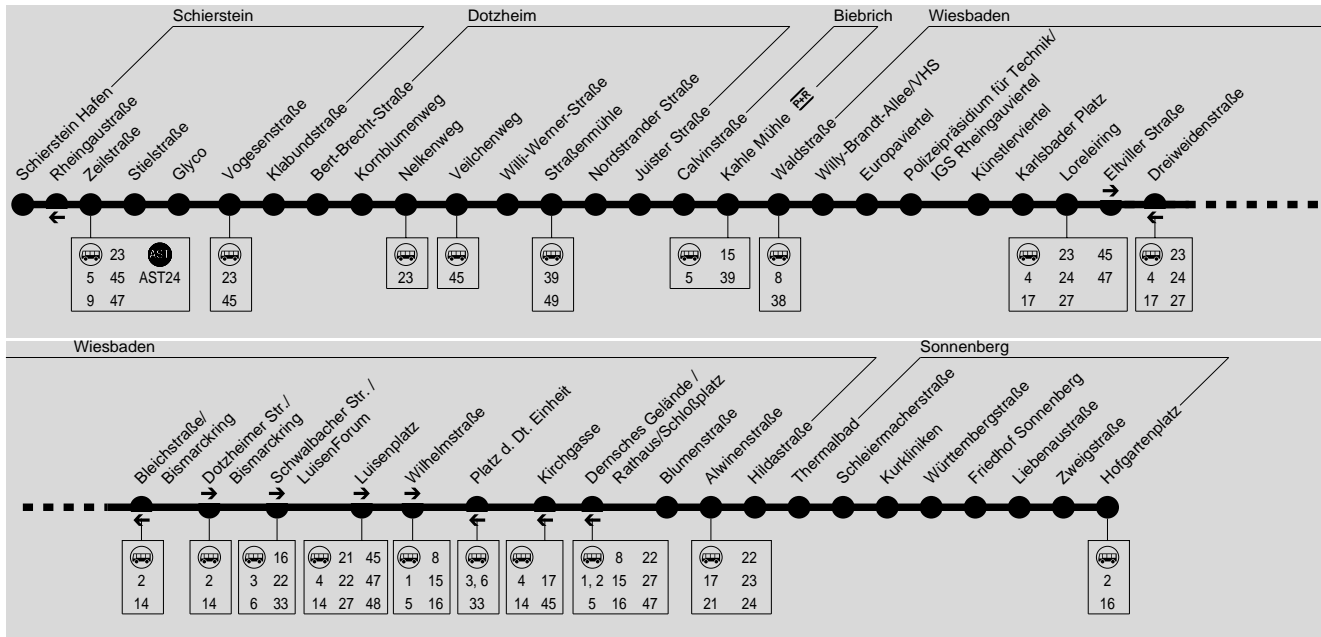 Schierstein
Dotzheim
Biebrich
Wiesbaden
Schierstein Hafen
Rheingaustraße
Zeilstraße
Stielstraße
Glyco
Vogesenstraße
Klabundstraße
Bert-Brecht-Straße
Kornblumenweg
Nelkenweg
Veilchenweg
Willi-Werner-Straße
Straßenmühle
Nordstrander Straße
Juister Straße
Calvinstraße
Kahle Mühle P+R
Waldstraße
Willy-Brandt-Allee/VHS
Europaviertel
Polizeipräsidium für Technik/
IGS Rheingauviertel
Künstlerviertel
Karlsbader Platz
Loreleiring
Eltviller Straße
Dreiweidenstraße
23 AST
5 45 AST24
9 47
23
45
23
45
39
49
15
5 39
8
38
23 45
4 24 47
17 27
23
4 24
17 27
Wiesbaden
Sonnenberg
Bleichstraße/
Bismarckring
Dotzheimer Str./
Bismarckring
Schwalbacher Str. /
LuisenForum
Luisenplatz
Wilhelmstraße
Platz d. Dt. Einheit
Kirchgasse
Dernsches Gelände /
Rathaus/Schloßplatz
Blumenstraße
Alwinenstraße
Hildastraße
Thermalbad
Schleiermacherstraße
Kurkliniken
Württembergstraße
Friedhof Sonnenberg
Liebenaustraße
Zweigstraße
Hofgartenplatz
2
14
2
14
16
3 22
6 33
21 45
4 22 47
14 27 48
8
1 15
5 16
3, 6
33
4 17
14 45
8 22
1, 2 15 27
5 16 47
22
17 23
21 24
2
16